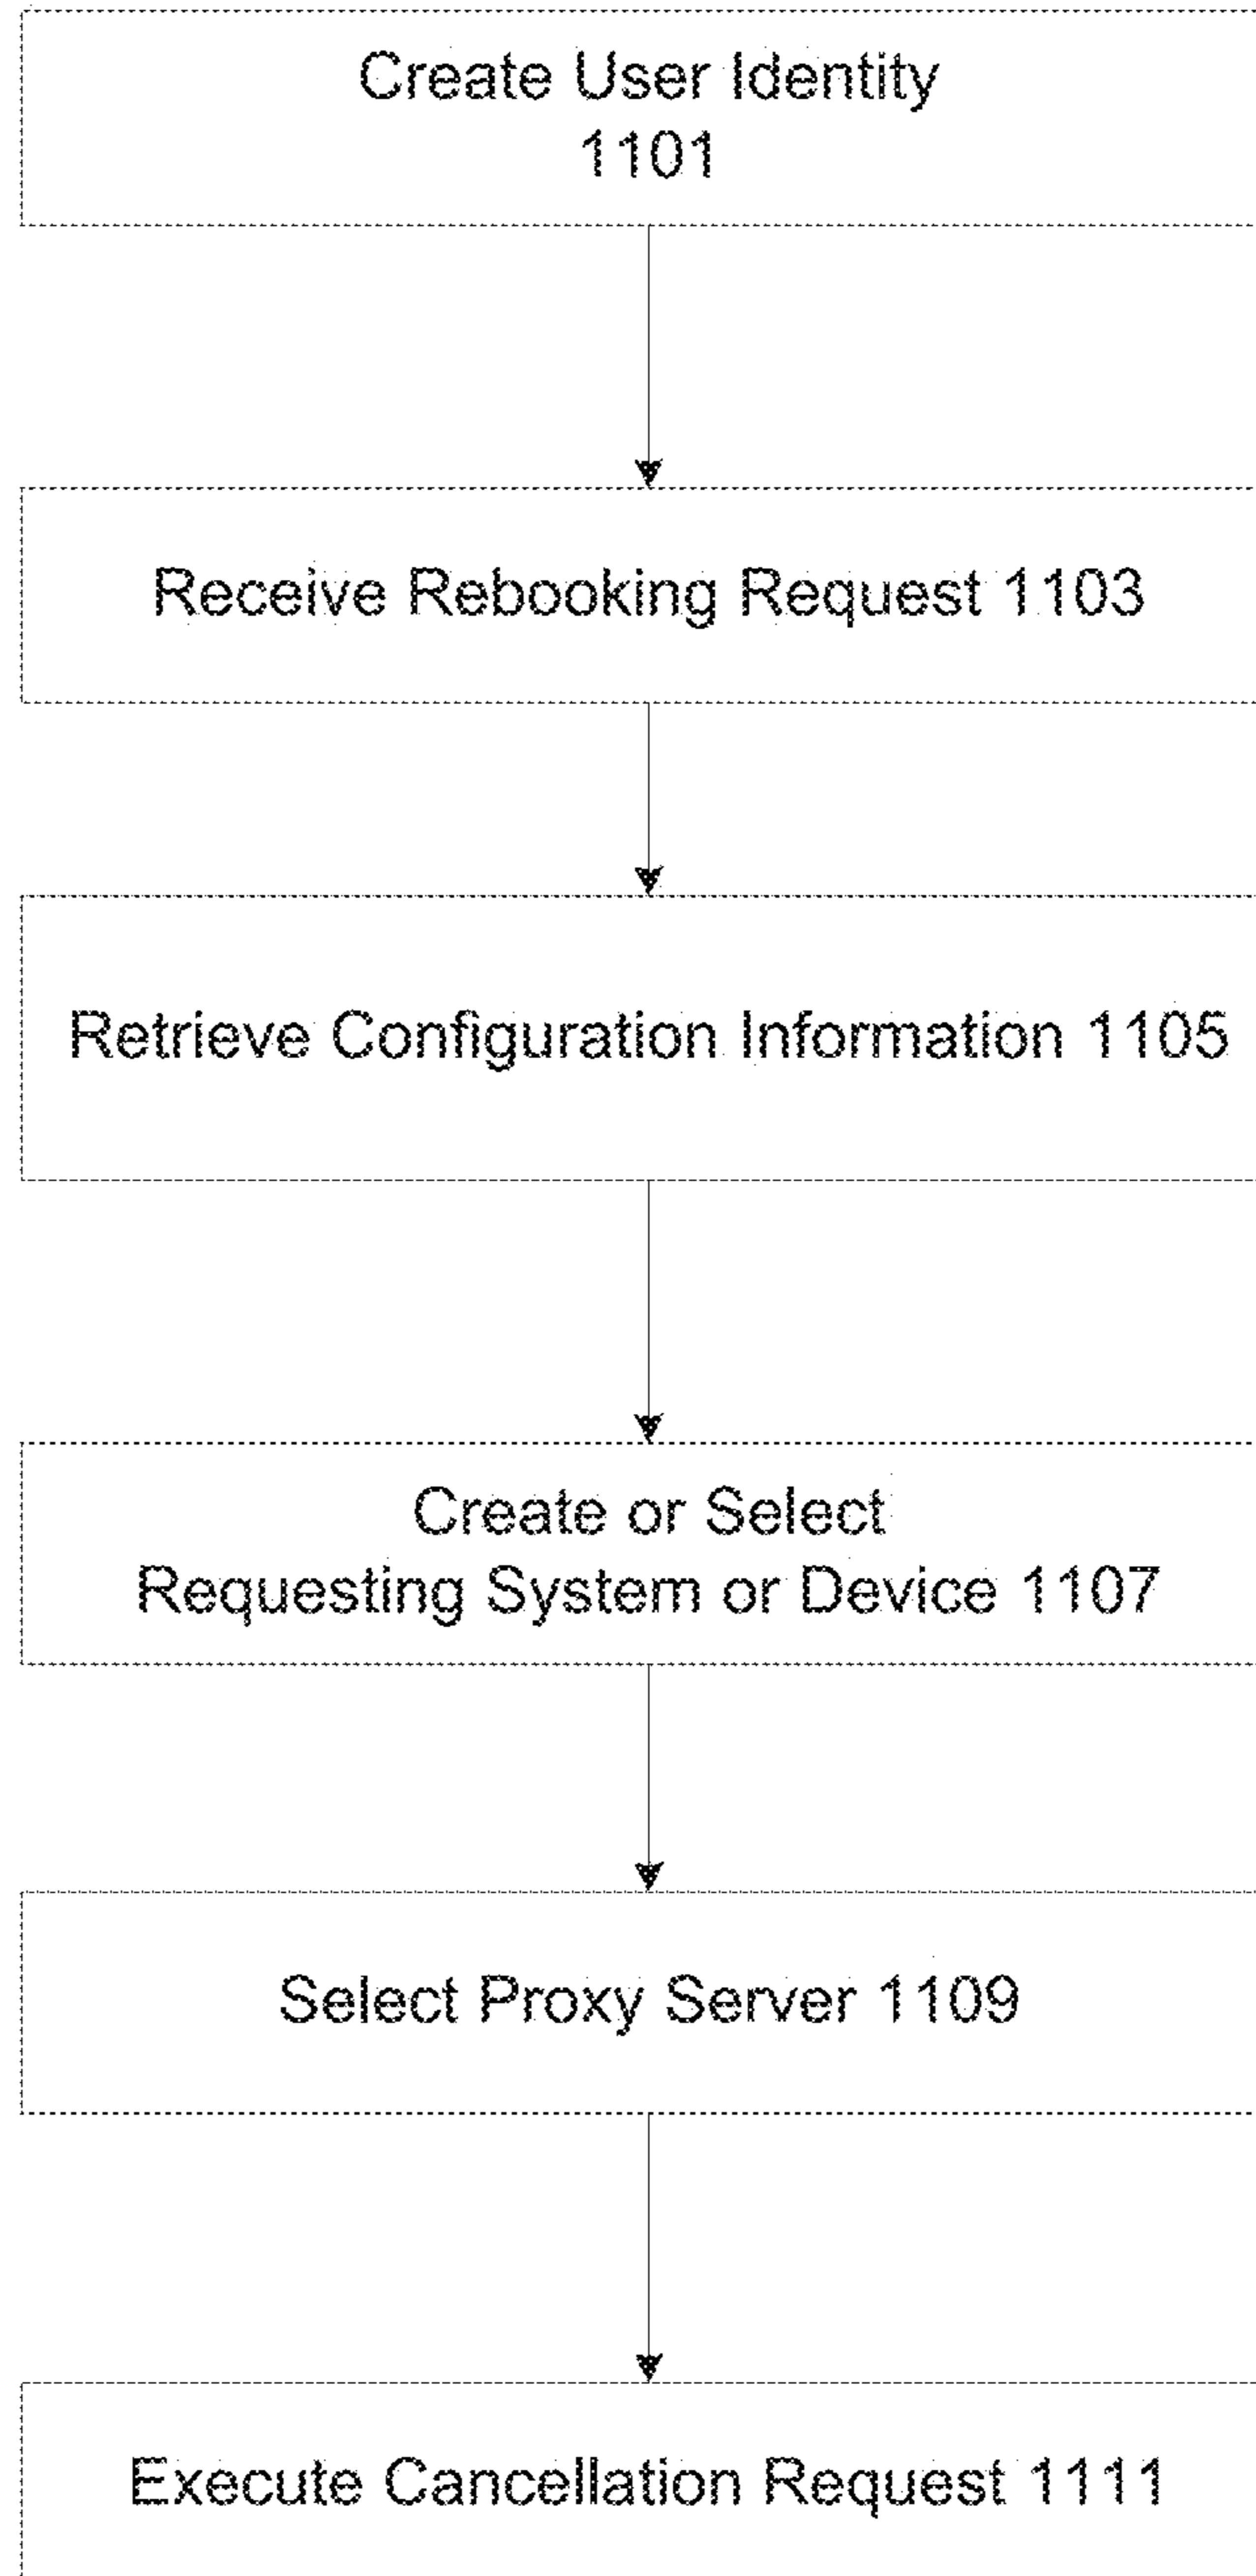 Create User Identity
1101
Receive Rebooking Request 1103
Retrieve Configuration Information 1105
Create or Select
Requesting System or Device 1107
Select Proxy Server 1109
Execute Cancellation Request 1111